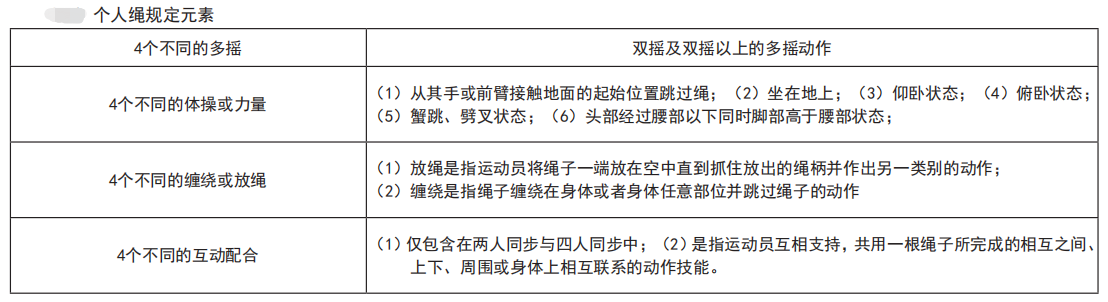 个人绳规定元素
4个不同的多摇
双摇及双摇以上的多摇动作
4个不同的体操或力量
（1）从其手或前臂接触地面的起始位置跳过绳；（2）坐在地上；（3）仰卧状态；（4）俯卧状态；
（5）蟹跳、劈叉状态；（6）头部经过腰部以下同时脚部高于腰部状态；
4个不同的缠绕或放绳
（1）放绳是指运动员将绳子一端放在空中直到抓住放出的绳柄并作出另一类别的动作；
（2）缠绕是指绳子缠绕在身体或者身体任意部位并跳过绳子的动作
4个不同的互动配合
（1）仅包含在两人同步与四人同步中；（2）是指运动员互相支持，共用一根绳子所完成的相互之间、
上下、周围或身体上相互联系的动作技能。